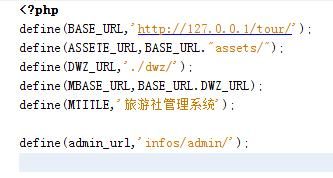 <?php
define(BASE_URL,'http://127.0.0.1/tour/');
define(ASSETE_URL,BASE_URL."assets/");
define(DWZ_URL,'./dwz/');
define(MBASE_URL,BASE_URL.DWZ_URL);
define(MTIILE,'旅游社管理系统');
define(admin_url,'infos/admin/');